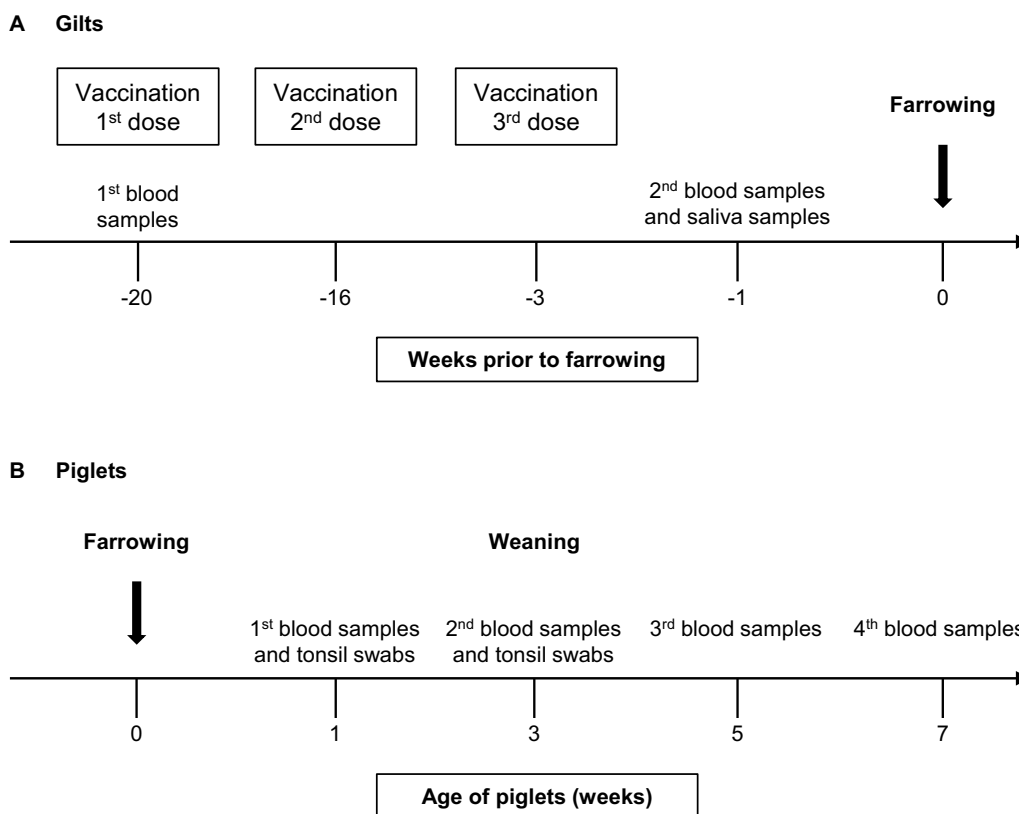 A Gilts
Vaccination
1st dose
Vaccination
2nd dose
Vaccination
3rd dose
Farrowing
1st blood
samples
2nd blood samples
and saliva samples
-20
-16
-3
-1
0
Weeks prior to farrowing
B Piglets
Farrowing
Weaning
1st blood samples
and tonsil swabs
2nd blood samples
and tonsil swabs
3rd blood samples
4th blood samples
0
1
3
5
7
Age of piglets (weeks)